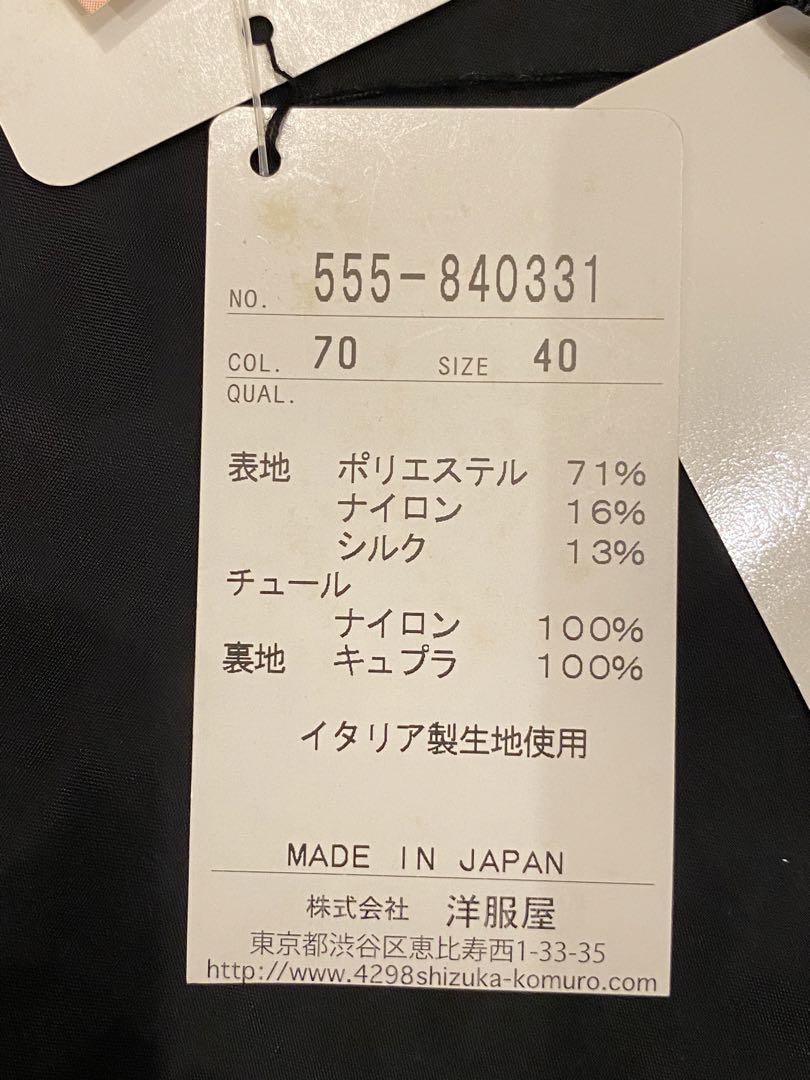 NO. 555-840331
COL. 70 SIZE 40
QUAL.
表地 ポリエステル 71%
ナイロン 16%
シルク 13%
チュール
ナイロン 100%
裏地 キュプラ 100%
イタリア製生地使用
MADE IN JAPAN
株式会社 洋服屋
東京都渋谷区恵比寿西1-33-35
http://www.4298shizuka-komuro.com